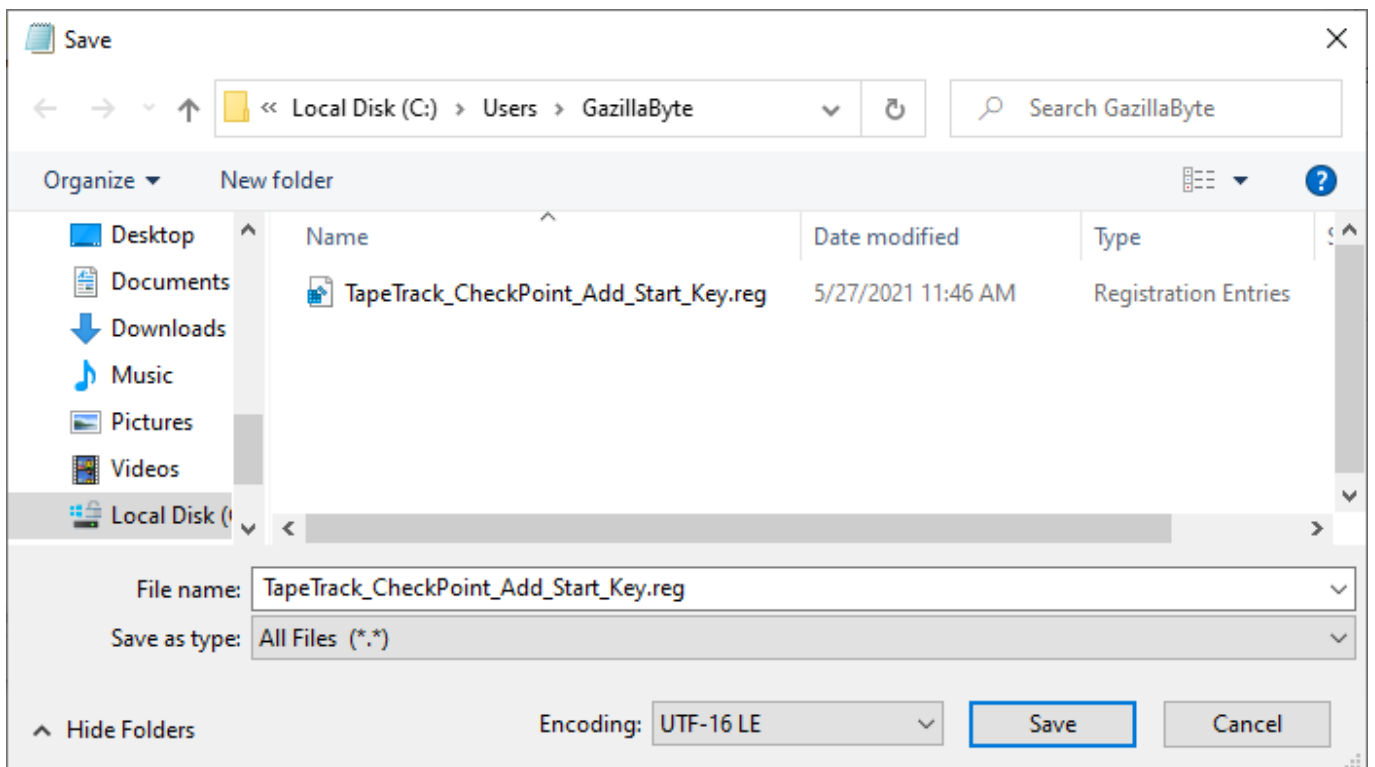 Save
« Local Disk (C:) > Users > GazillaByte
Search GazillaByte
Organize
New folder
Desktop
Documents
Downloads
Music
Pictures
Videos
Local Disk (
Name
Date modified
Type
TapeTrack_CheckPoint_Add_Start_Key.reg
5/27/2021 11:46 AM
Registration Entries
File name: TapeTrack_CheckPoint_Add_Start_Key.reg
Save as type: All Files (*.*)
Hide Folders
Encoding: UTF-16 LE
Save
Cancel